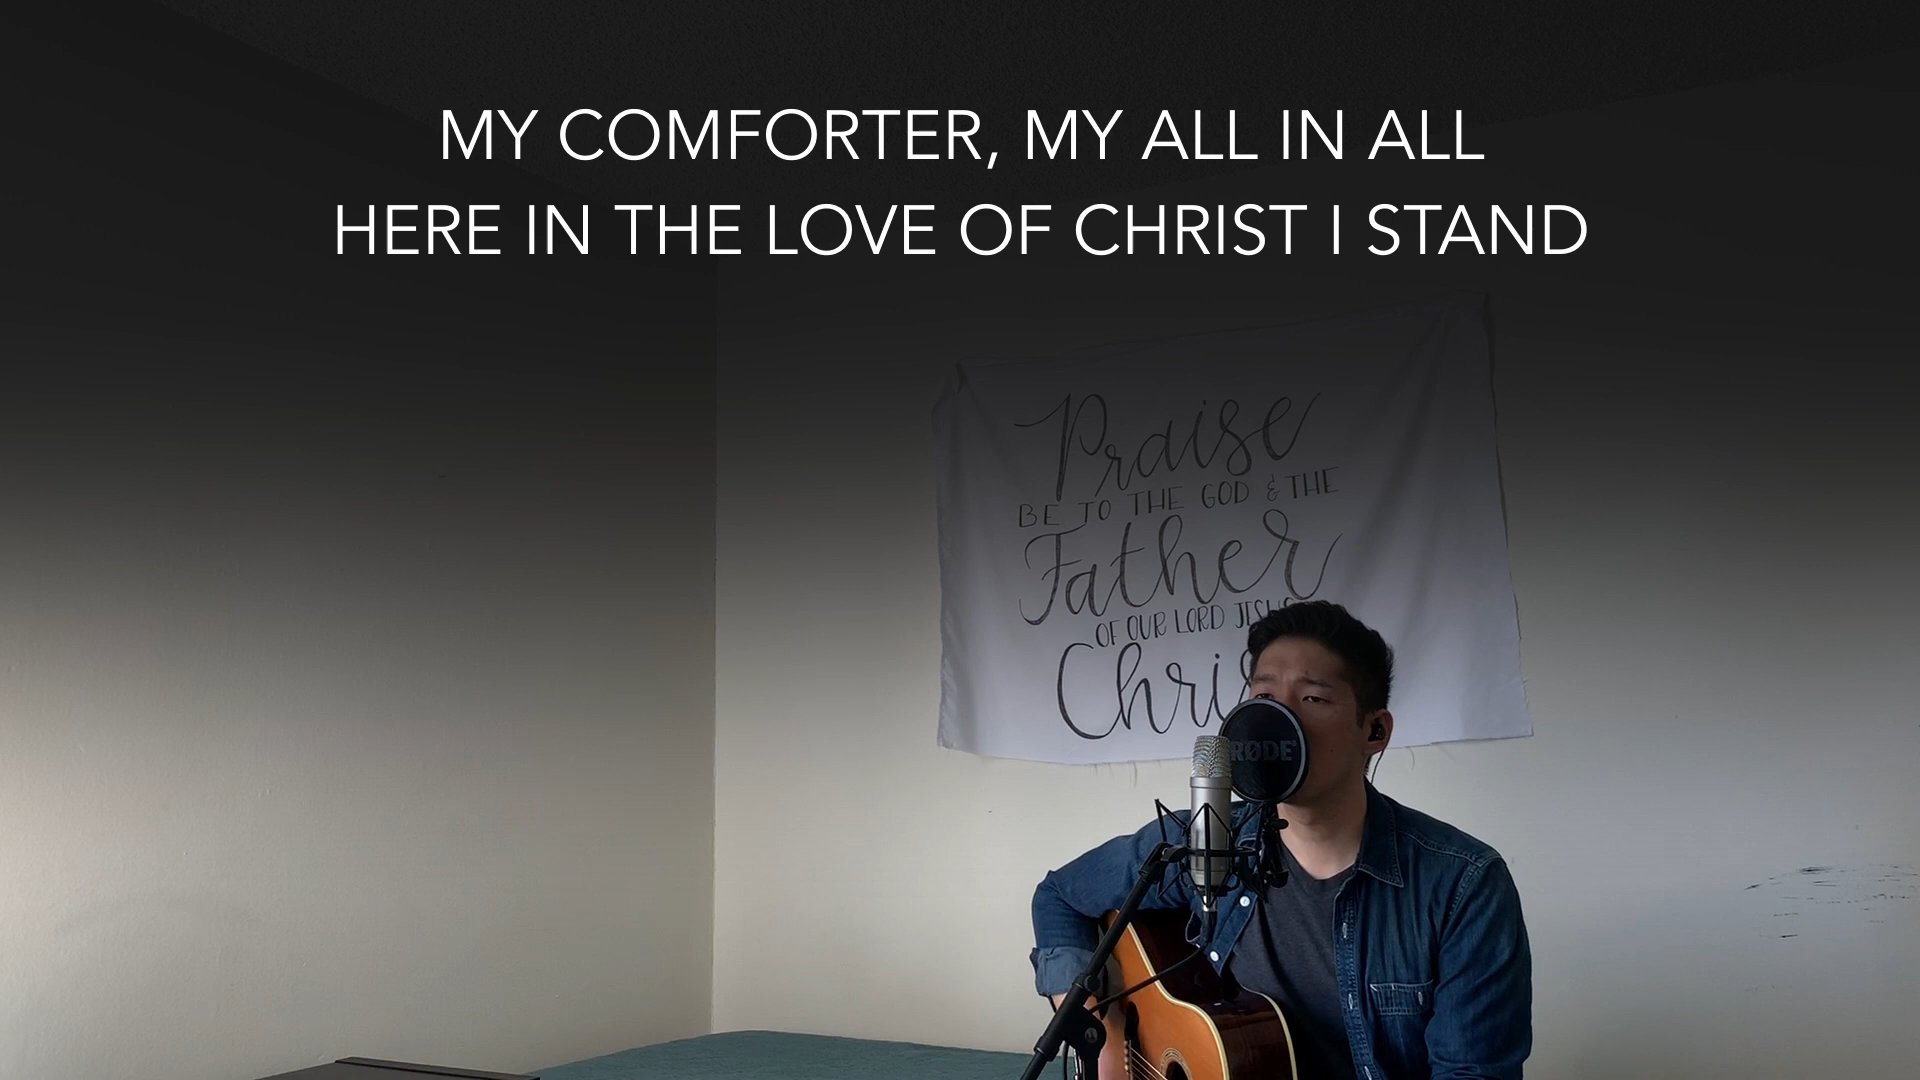 MY COMFORTER, MY ALL IN ALL
HERE IN THE LOVE OF CHRIST I STAND
Praise
BE TO THE GOD & THE
Father
OF OUR LORD
RØDE